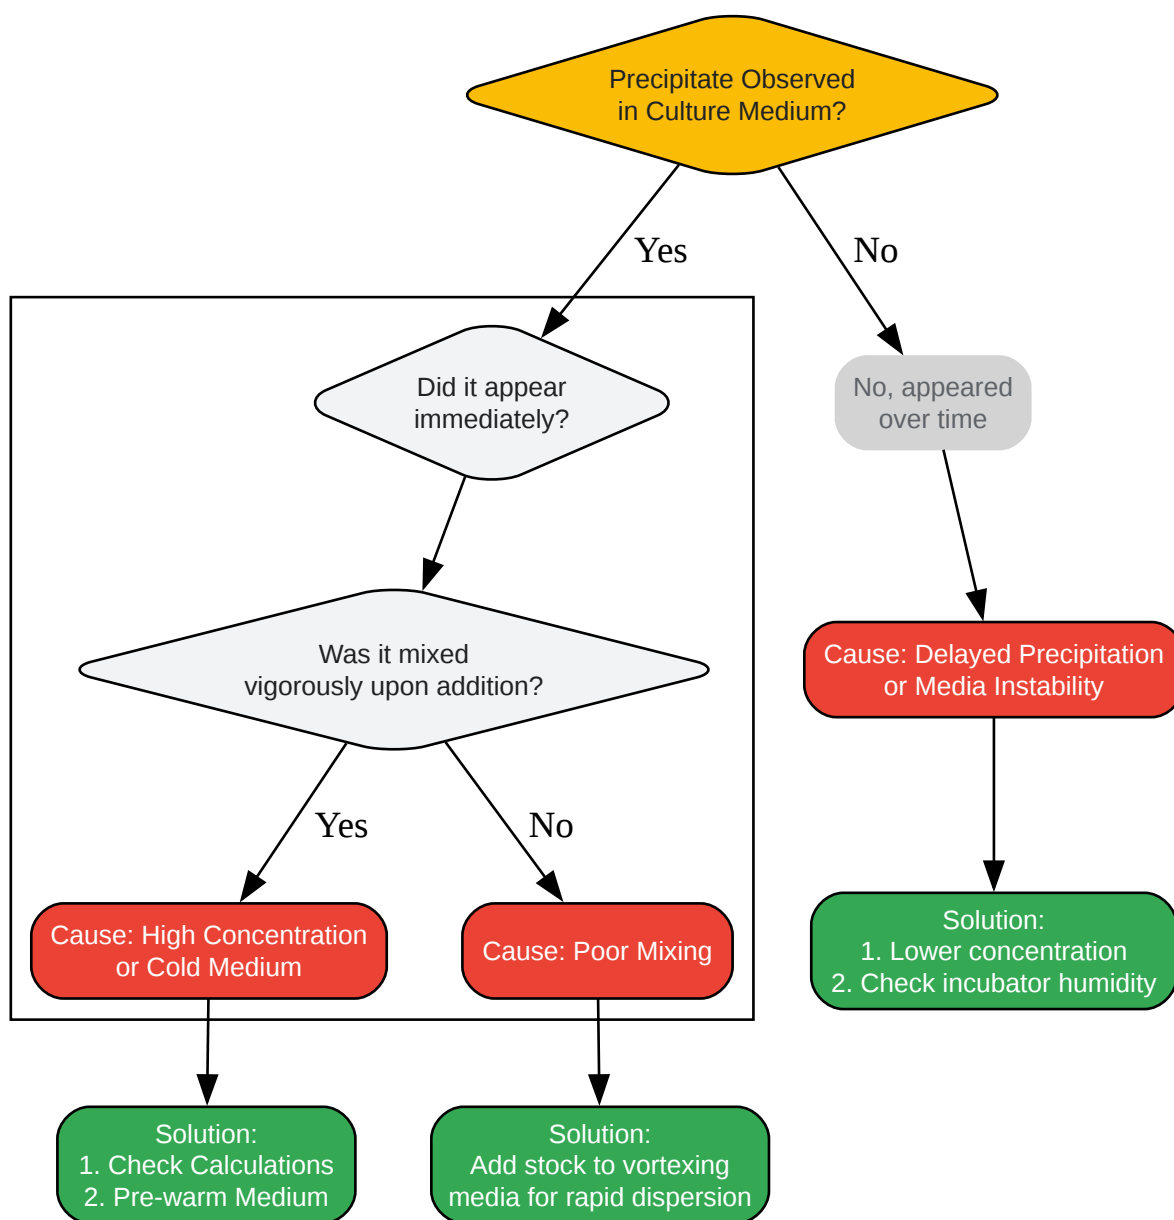 Precipitate Observed
in Culture Medium?
Yes
No
Did it appear
immediately?
No, appeared
over time
Was it mixed
vigorously upon addition?
Cause: Delayed Precipitation
or Media Instability
Yes
No
Cause: High Concentration
or Cold Medium
Cause: Poor Mixing
Solution:
1. Lower concentration
2. Check incubator humidity
Solution:
1. Check Calculations
2. Pre-warm Medium
Solution:
Add stock to vortexing
media for rapid dispersion